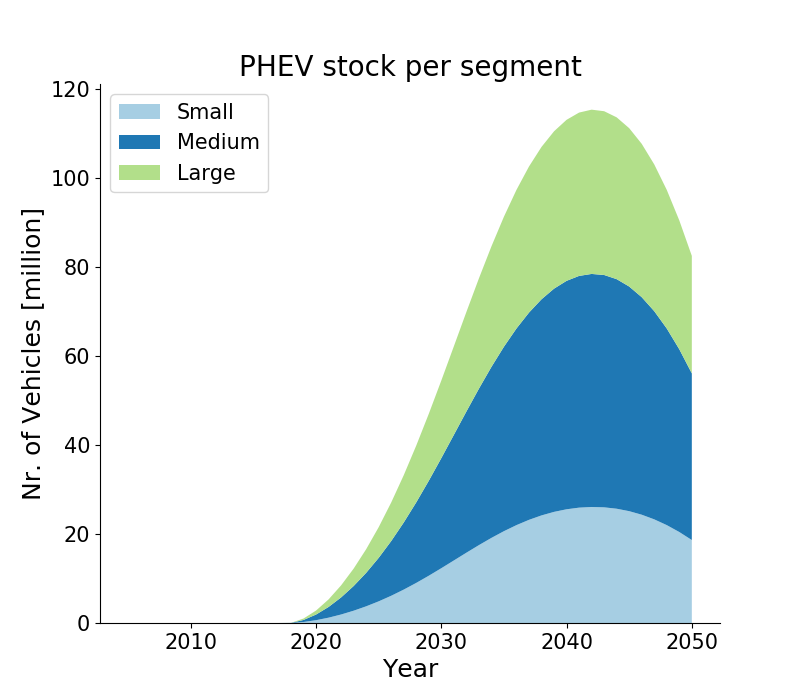 PHEV stock per segment
Small
Medium
Large
Nr. of Vehicles [million]
120
100
80
60
40
20
0
2010 2020 2030 2040 2050
Year